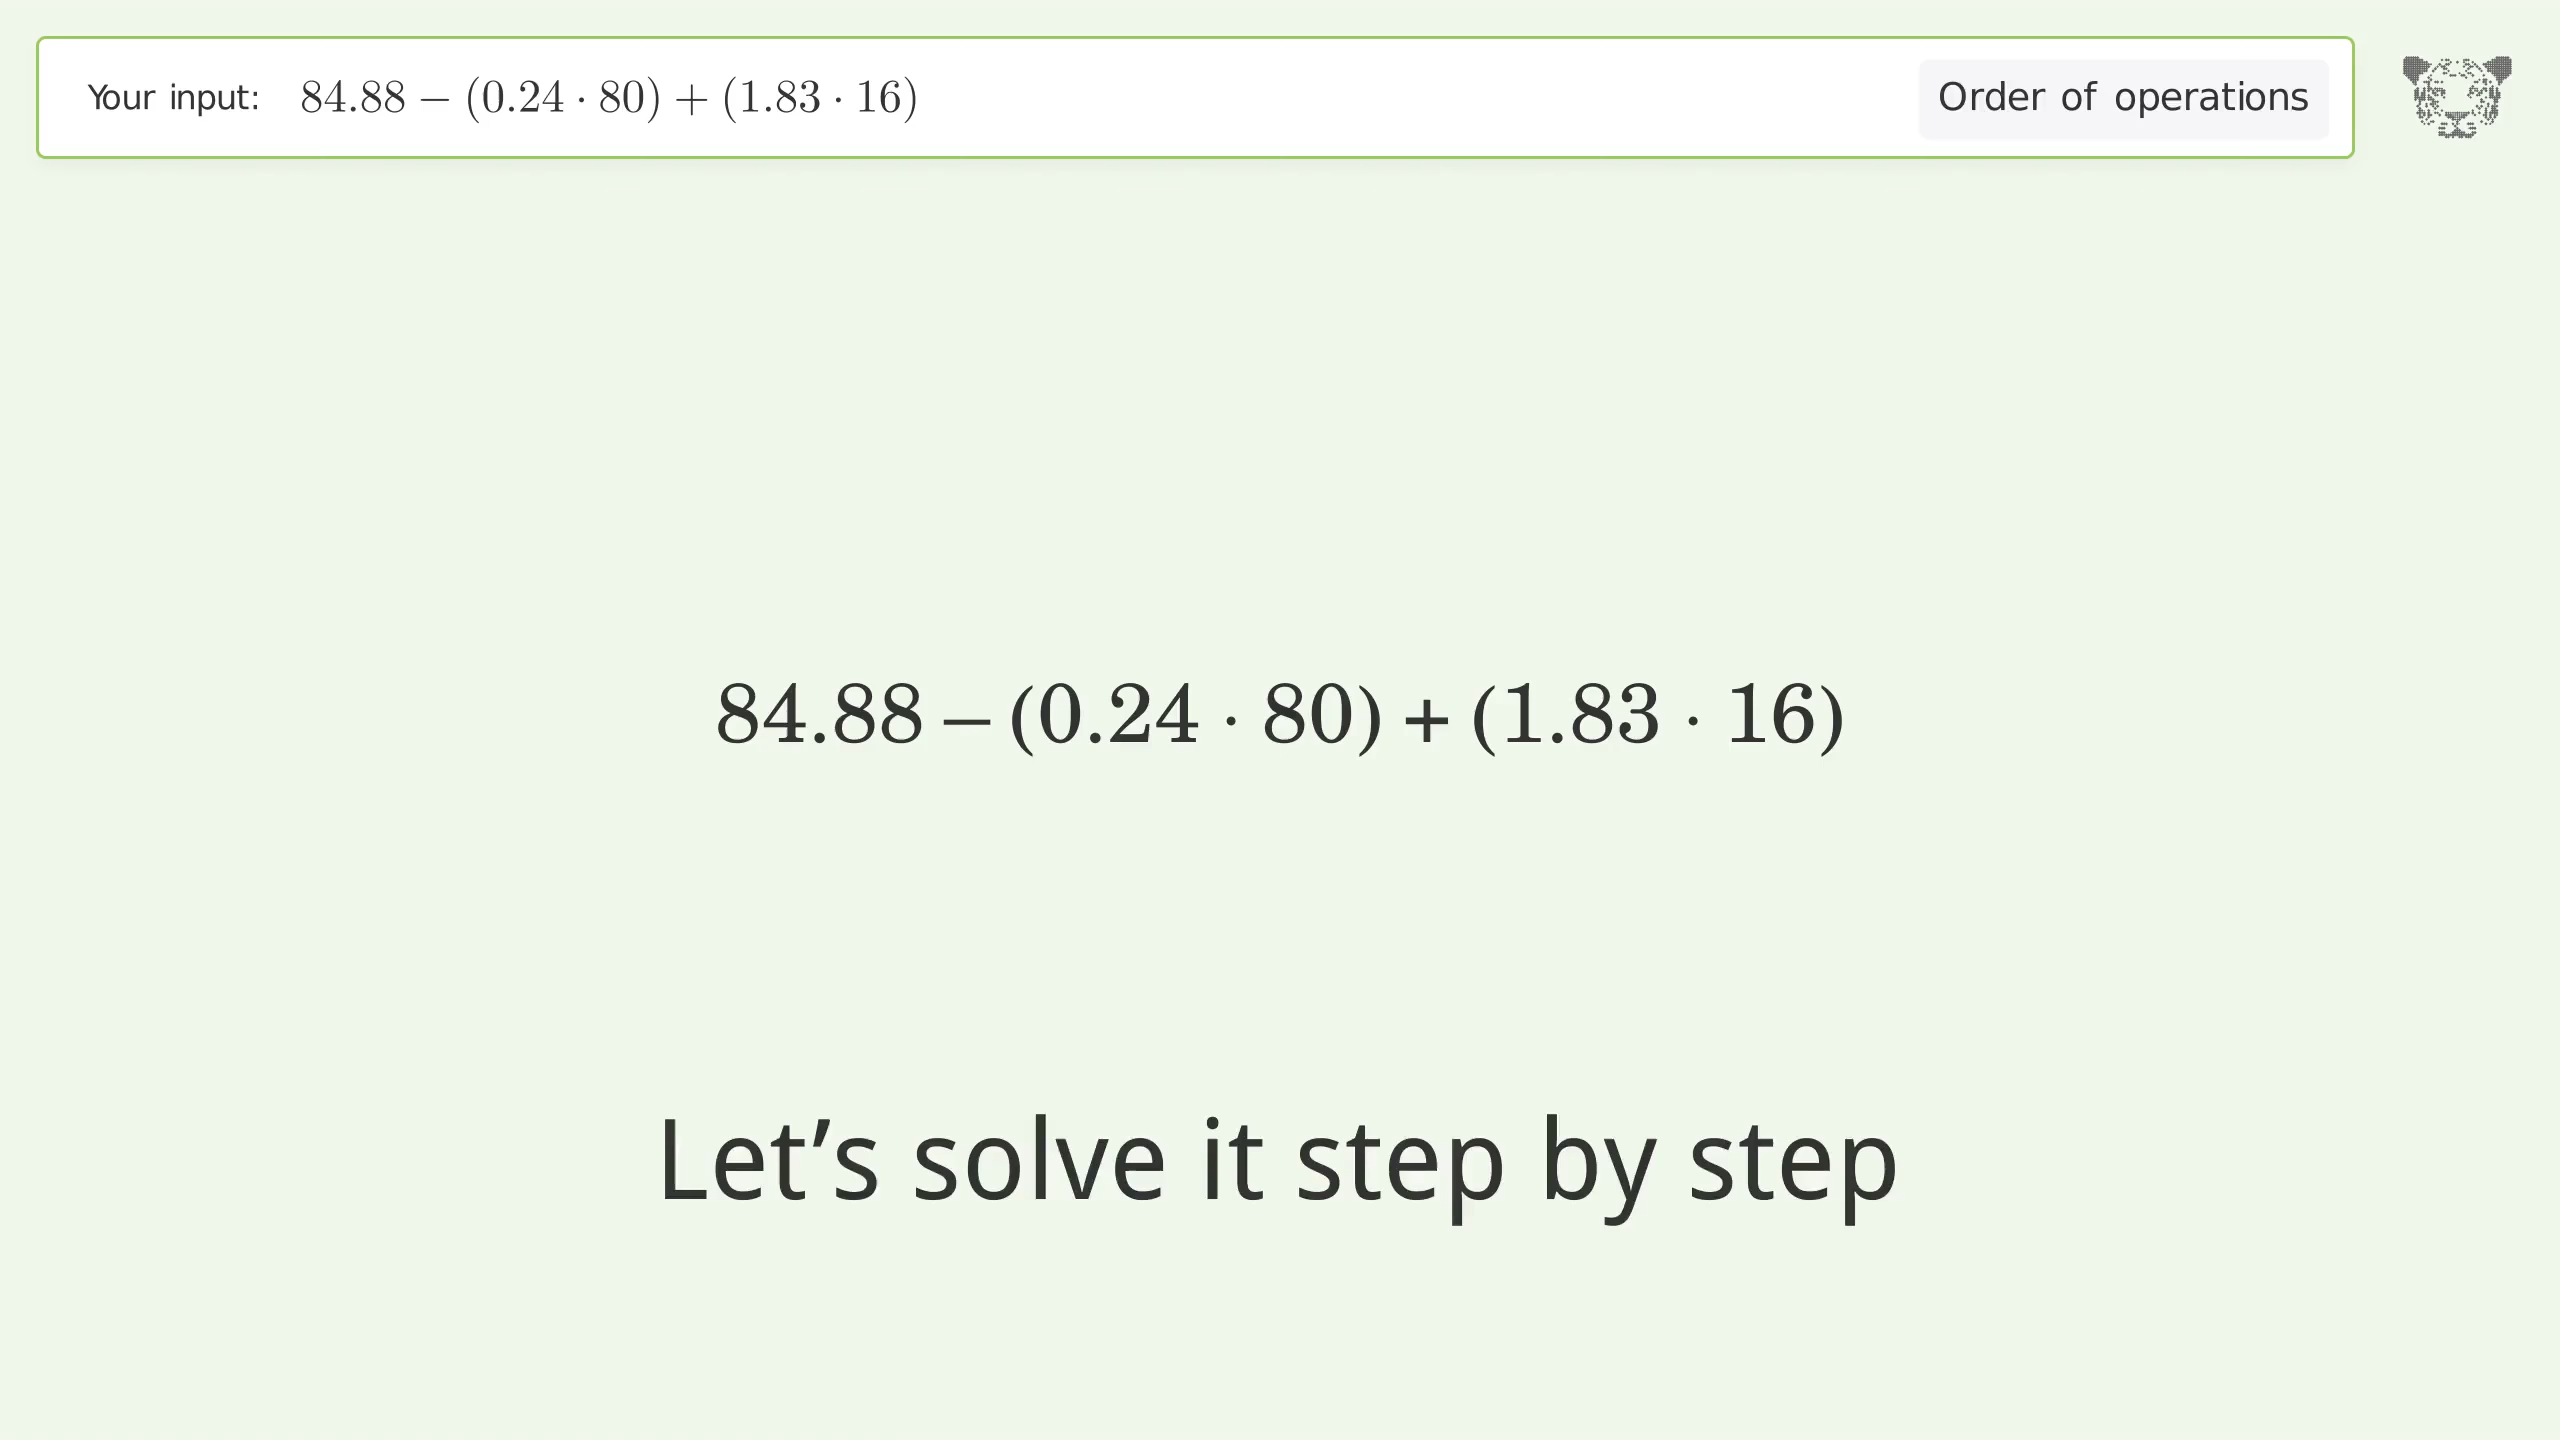 Your input: 84.88 − (0.24 · 80) + (1.83 · 16) Order of operations
84.88 − (0.24 · 80) + (1.83 · 16)
Let’s solve it step by step